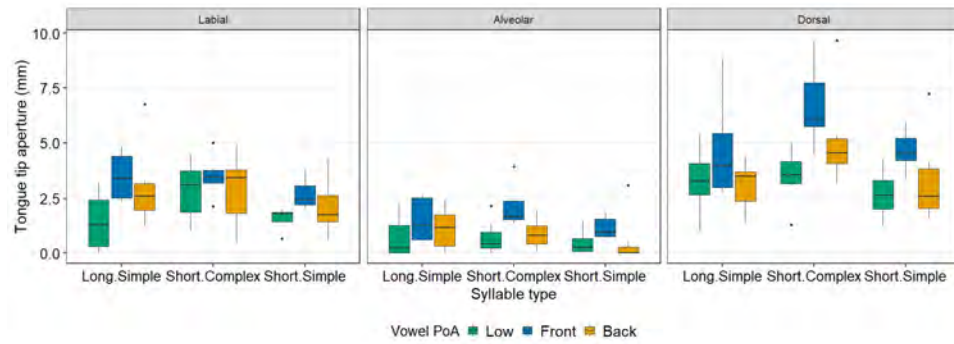 Labial Alveolar Dorsal
10.0
7.5
5.0
2.5
0.0
Tongue tip aperture (mm)
Long.Simple Short.Complex Short.Simple Long.Simple Short.Complex Short.Simple Long.Simple Short.Complex Short.Simple
Syllable type
Vowel PoA Low Front Back